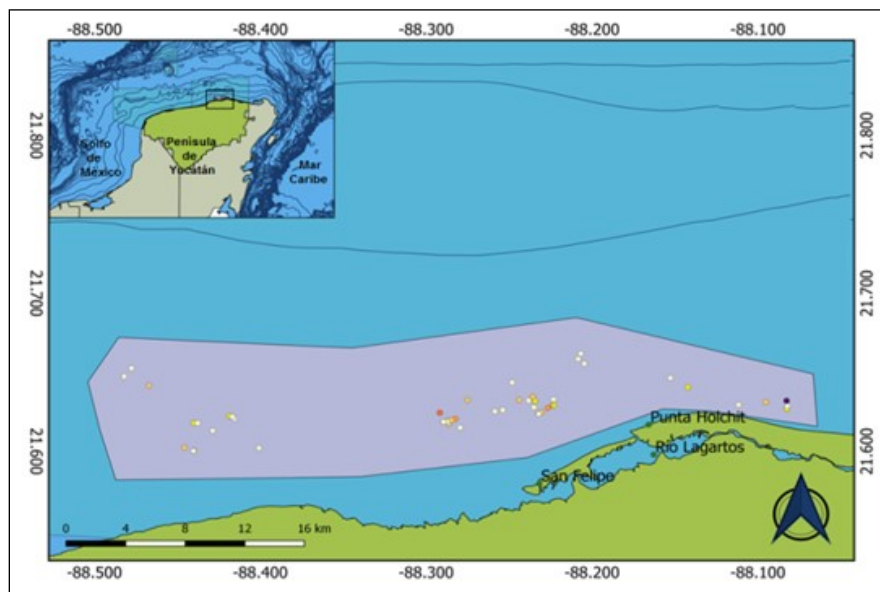 -88.500 -88.400 -88.300 -88.200 -88.100
21.800
21.800
Golfo
de
México
Penísula
de
Yucatán
Mar
Caribe
21.700
21.700
21.600
21.600
Punta Holchit
Río Lagartos
San Felipe
0 4 8 12 16 km
-88.500 -88.400 -88.300 -88.200 -88.100